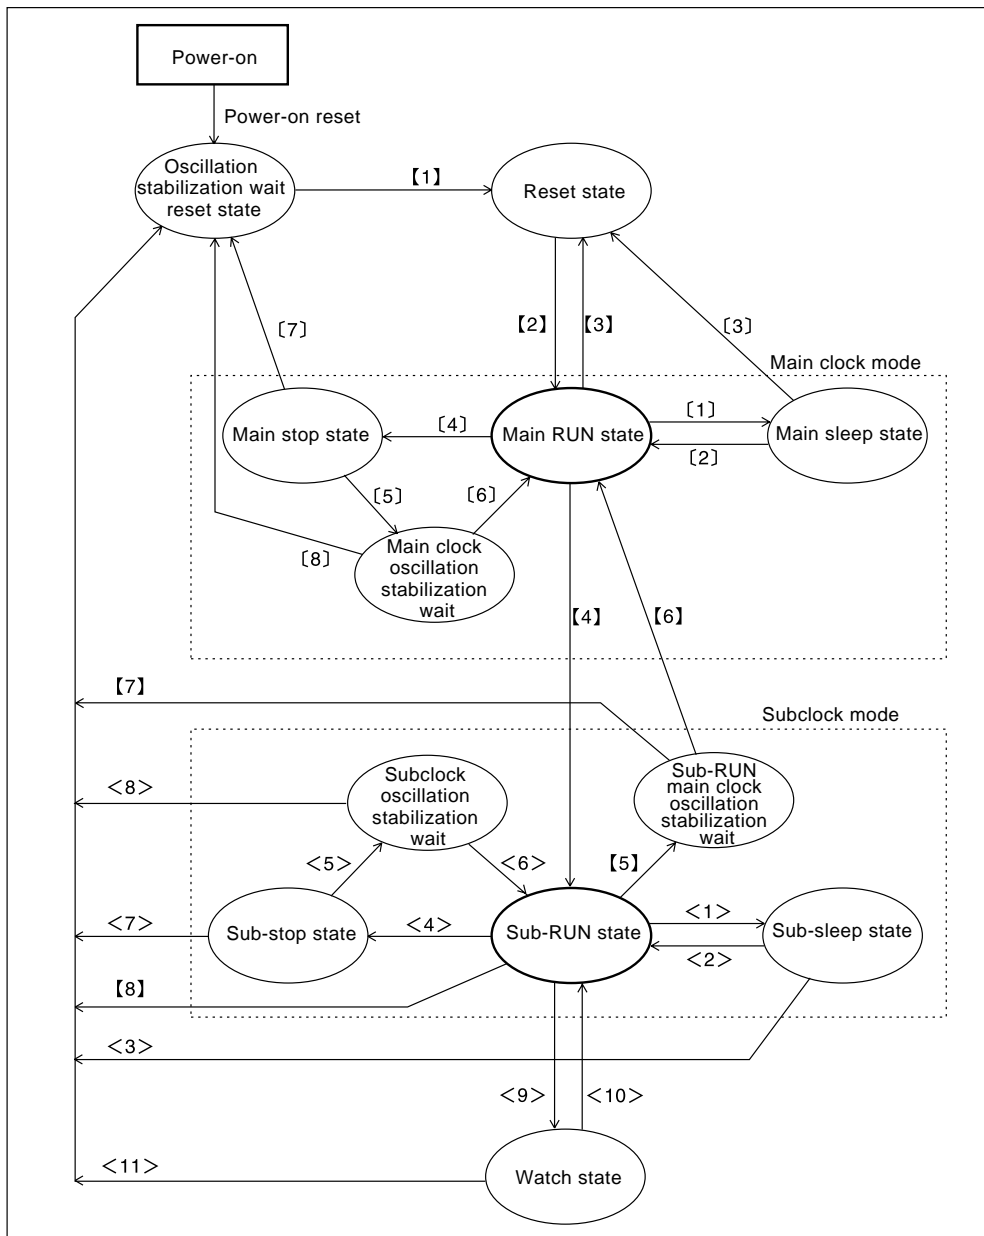 Power-on
Power-on reset
Oscillation
stabilization wait
reset state
【1】
Reset state
【2】
【3】
〔3〕
〔7〕
Main clock mode
Main stop state
〔4〕
Main RUN state
〔1〕
〔2〕
Main sleep state
〔5〕
〔6〕
〔8〕
Main clock
oscillation
stabilization
wait
【4】
【6】
【7】
Subclock mode
<8>
Subclock
oscillation
stabilization
wait
Sub-RUN
main clock
oscillation
stabilization
wait
<5>
<6>
【5】
<7>
Sub-stop state
<4>
Sub-RUN state
<1>
<2>
Sub-sleep state
【8】
<3>
<9>
<10>
<11>
Watch state